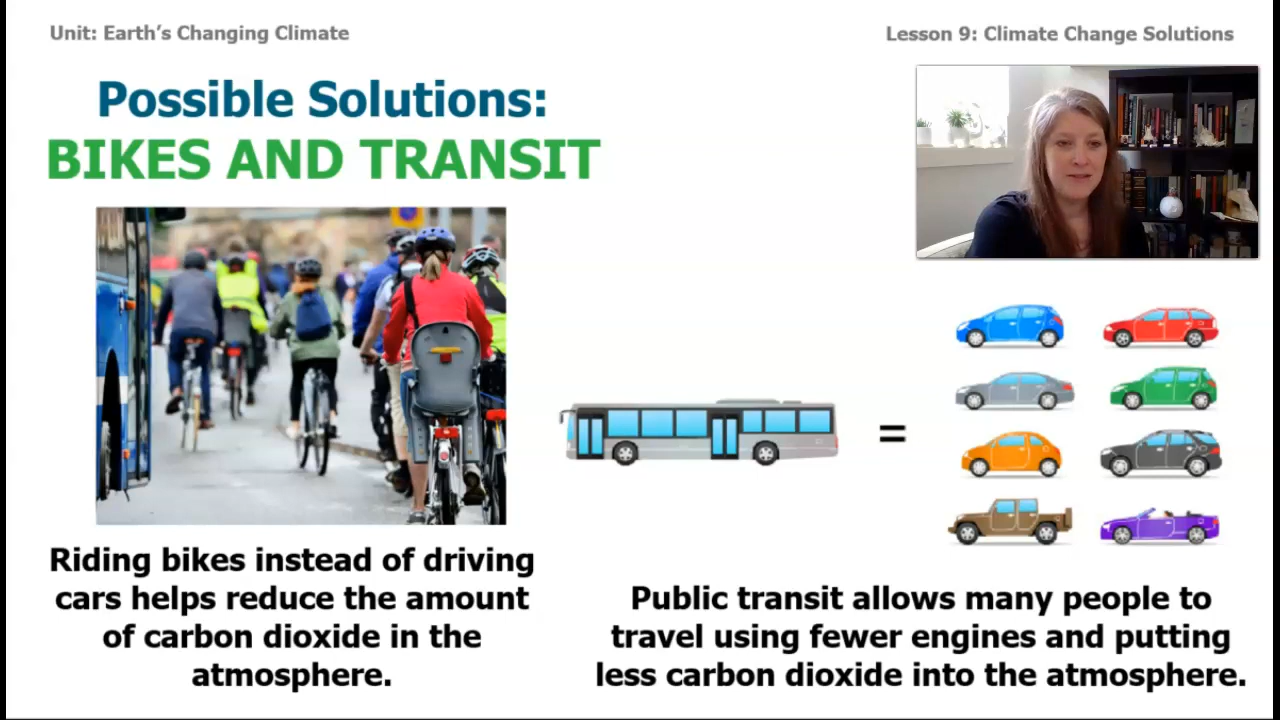 Unit: Earth’s Changing Climate
Lesson 9: Climate Change Solutions
Possible Solutions:
BIKES AND TRANSIT
=
Riding bikes instead of driving
cars helps reduce the amount
of carbon dioxide in the
atmosphere.
Public transit allows many people to
travel using fewer engines and putting
less carbon dioxide into the atmosphere.